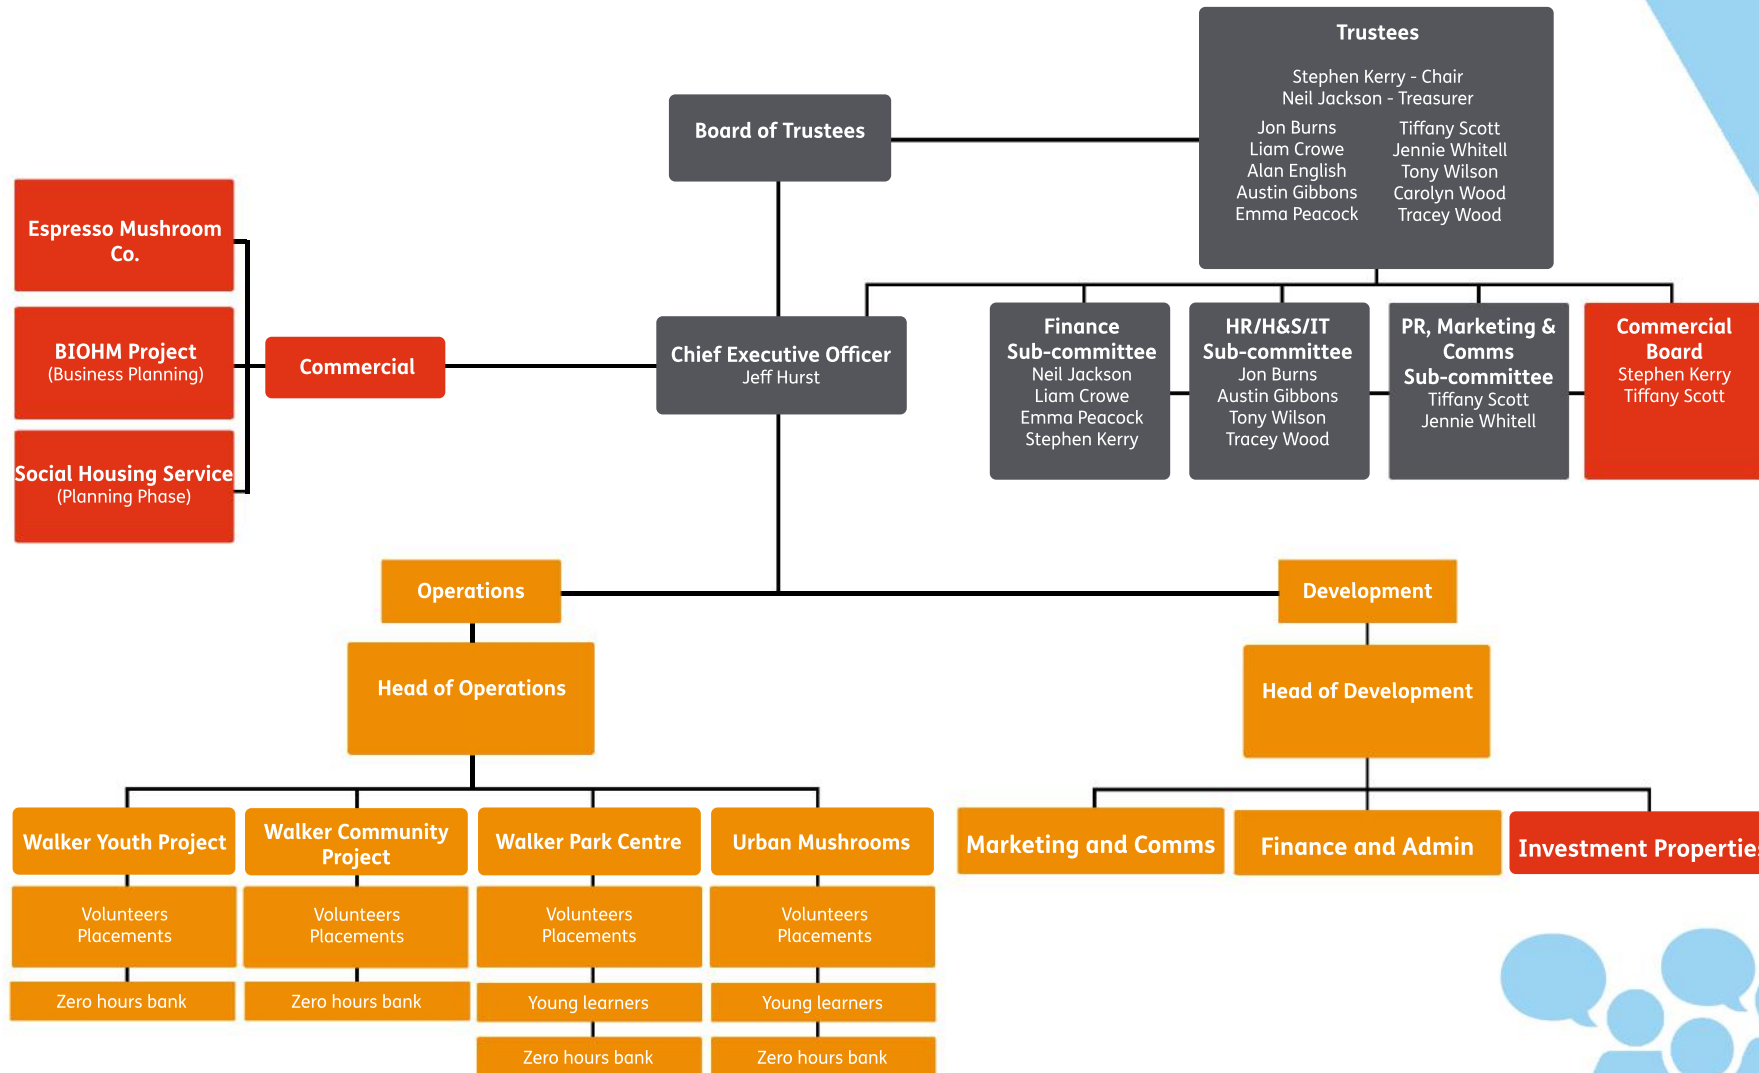 Trustees
Stephen Kerry - Chair
Neil Jackson - Treasurer
Jon Burns
Liam Crowe
Alan English
Austin Gibbons
Emma Peacock
Tiffany Scott
Jennie Whitell
Tony Wilson
Carolyn Wood
Tracey Wood
Board of Trustees
Espresso Mushroom
Co.
BIOHM Project
(Business Planning)
Social Housing Service
(Planning Phase)
Commercial
Chief Executive Officer
Jeff Hurst
Finance
Sub-committee
Neil Jackson
Liam Crowe
Emma Peacock
Stephen Kerry
HR/H&S/IT
Sub-committee
Jon Burns
Austin Gibbons
Tony Wilson
Tracey Wood
PR, Marketing &
Comms
Sub-committee
Tiffany Scott
Jennie Whitell
Commercial
Board
Stephen Kerry
Tiffany Scott
Operations
Development
Head of Operations
Head of Development
Walker Youth Project
Walker Community
Project
Walker Park Centre
Urban Mushrooms
Marketing and Comms
Finance and Admin
Investment Properties
Volunteers
Placements
Volunteers
Placements
Volunteers
Placements
Volunteers
Placements
Zero hours bank
Zero hours bank
Young learners
Young learners
Zero hours bank
Zero hours bank